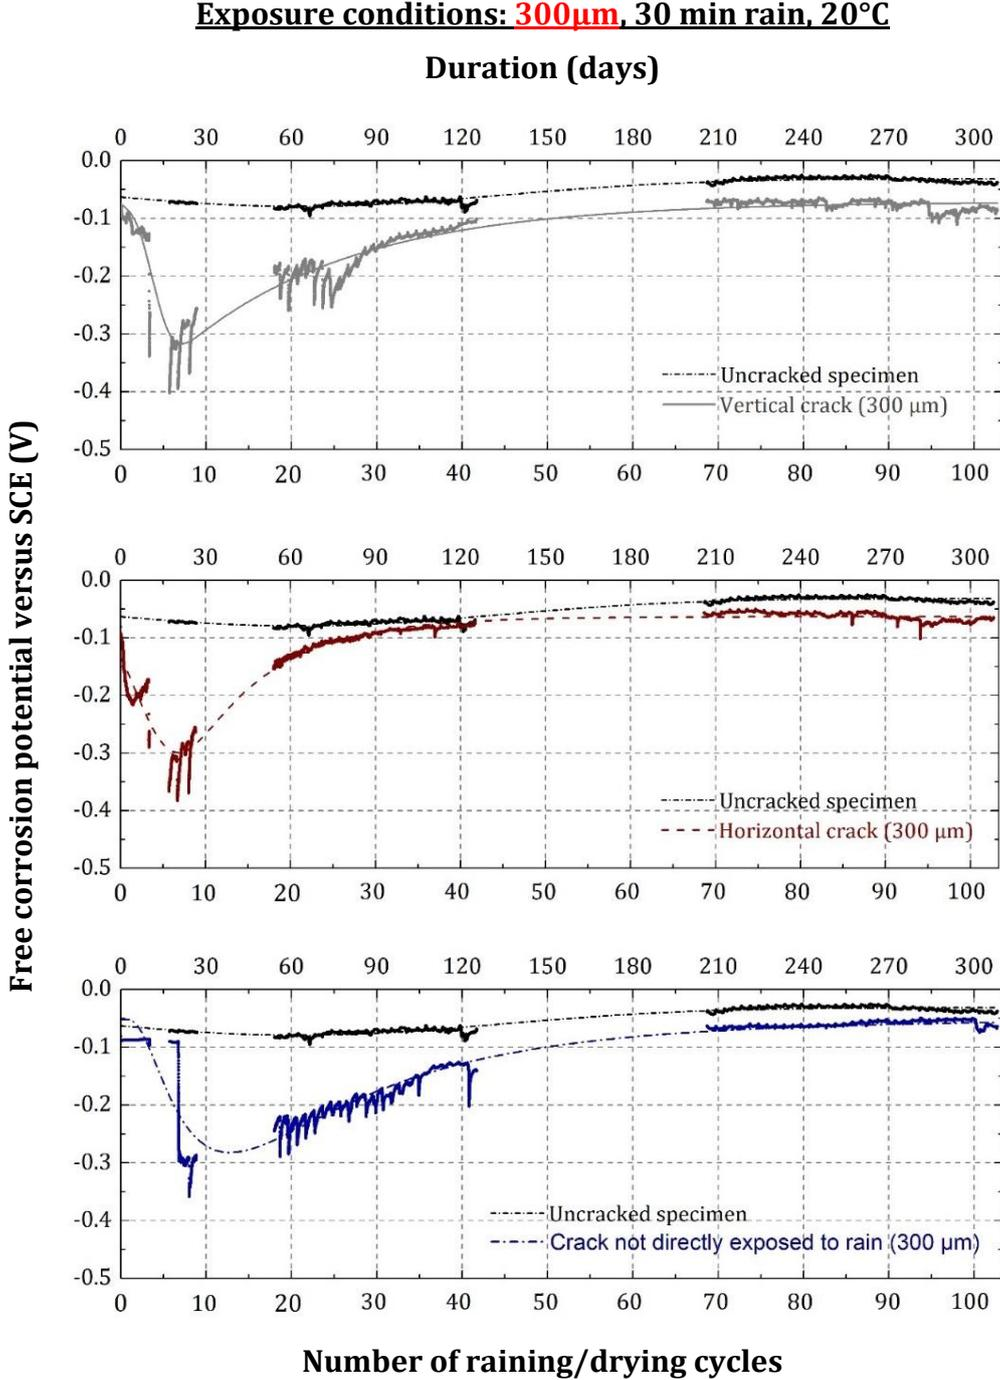 Exposure conditions: 300µm, 30 min rain, 20°C
Duration (days)
Free corrosion potential versus SCE (V)
0 30 60 90 120 150 180 210 240 270 300
0.0
-0.1
-0.2
-0.3
-0.4
-0.5
Uncracked specimen
Vertical crack (300 µm)
0 10 20 30 40 50 60 70 80 90 100
0 30 60 90 120 150 180 210 240 270 300
0.0
-0.1
-0.2
-0.3
-0.4
-0.5
Uncracked specimen
Horizontal crack (300 µm)
0 10 20 30 40 50 60 70 80 90 100
0 30 60 90 120 150 180 210 240 270 300
0.0
-0.1
-0.2
-0.3
-0.4
-0.5
Uncracked specimen
Crack not directly exposed to rain (300 µm)
0 10 20 30 40 50 60 70 80 90 100
Number of raining/drying cycles